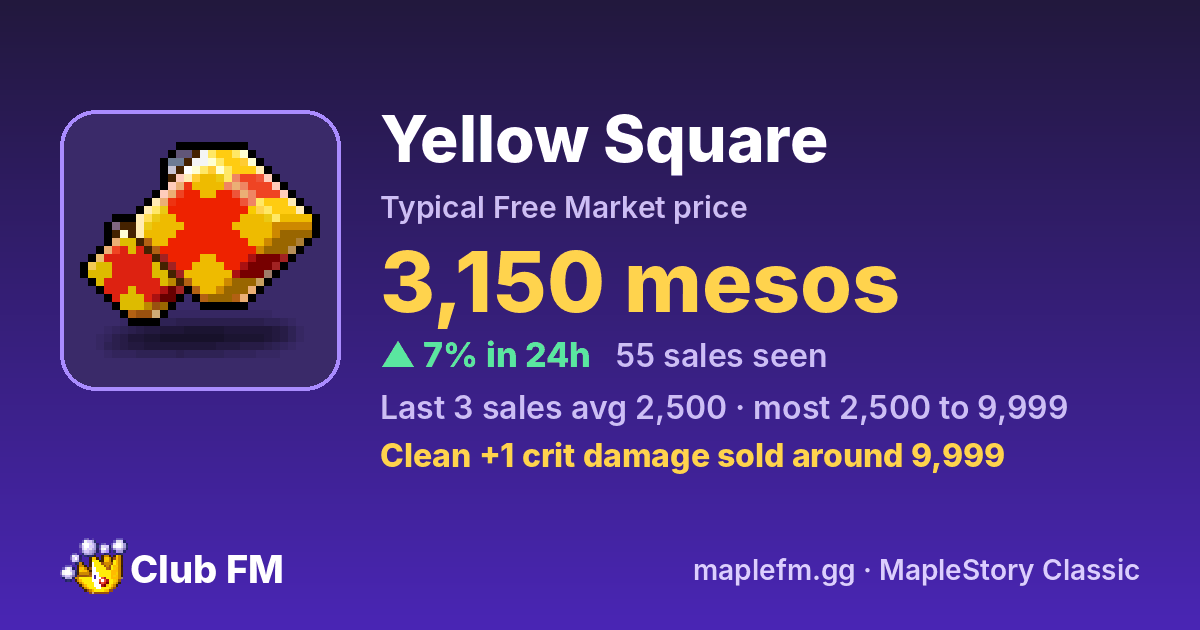 Yellow Square
Typical Free Market price
3,150 mesos
▲ 7% in 24h 55 sales seen
Last 3 sales avg 2,500 · most 2,500 to 9,999
Clean +1 crit damage sold around 9,999
Club FM
maplefm.gg · MapleStory Classic